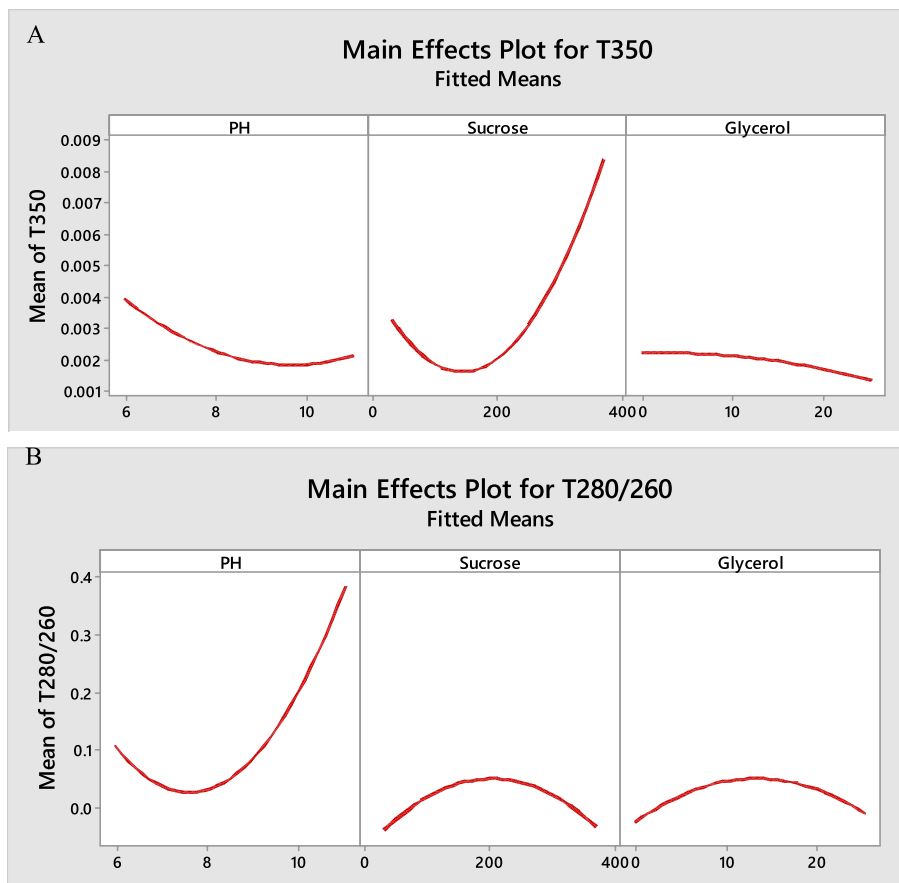 A
Main Effects Plot for T350
Fitted Means
PH Sucrose Glycerol
Mean of T350
0.009
0.008
0.007
0.006
0.005
0.004
0.003
0.002
0.001
6 8 10 0 200 400 0 10 20
B
Main Effects Plot for T280/260
Fitted Means
PH Sucrose Glycerol
Mean of T280/260
0.4
0.3
0.2
0.1
0.0
6 8 10 0 200 400 0 10 20